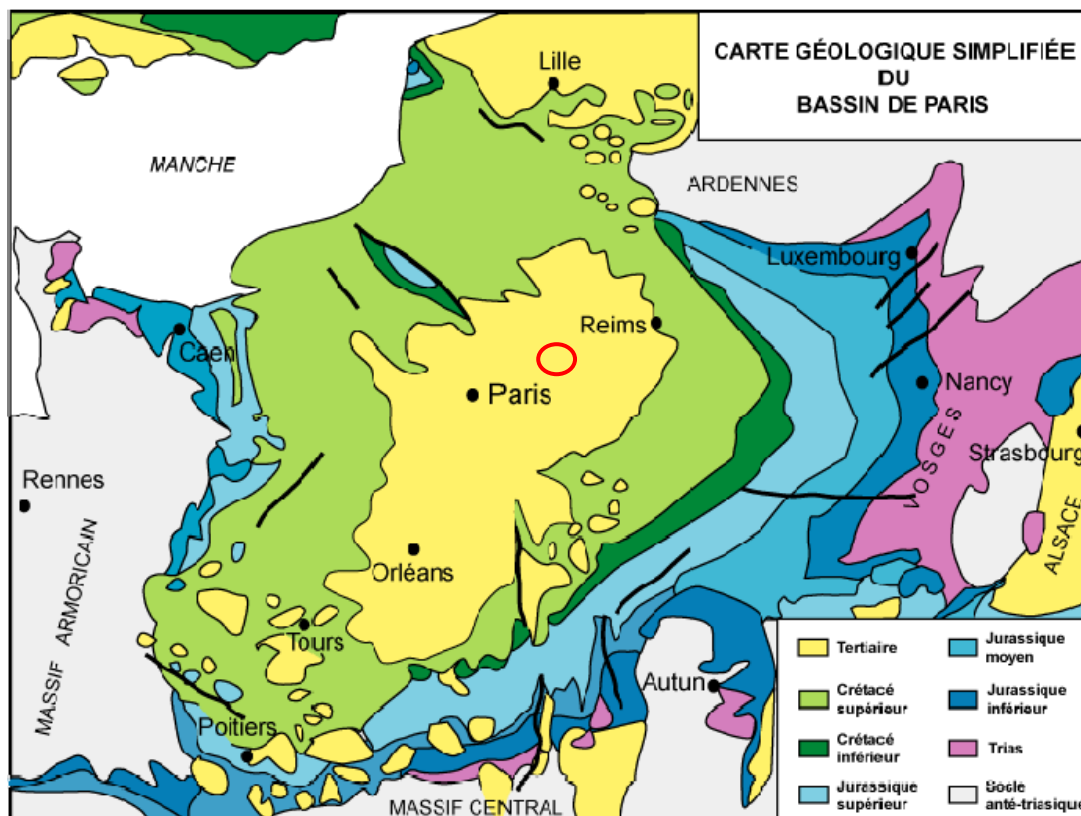 CARTE GÉOLOGIQUE SIMPLIFIÉE
DU
BASSIN DE PARIS
Lille
MANCHE
ARDENNES
Luxembourg
Reims
Caen
Paris
Nancy
VOSGES
Strasbourg
Rennes
ALSACE
MASSIF ARMORICAIN
Orléans
Tours
Autun
Poitiers
MASSIF CENTRAL
Tertiaire
Crétacé
supérieur
Crétacé
inférieur
Jurassique
supérieur
Jurassique
moyen
Jurassique
inférieur
Trias
Socle
anté-triasique